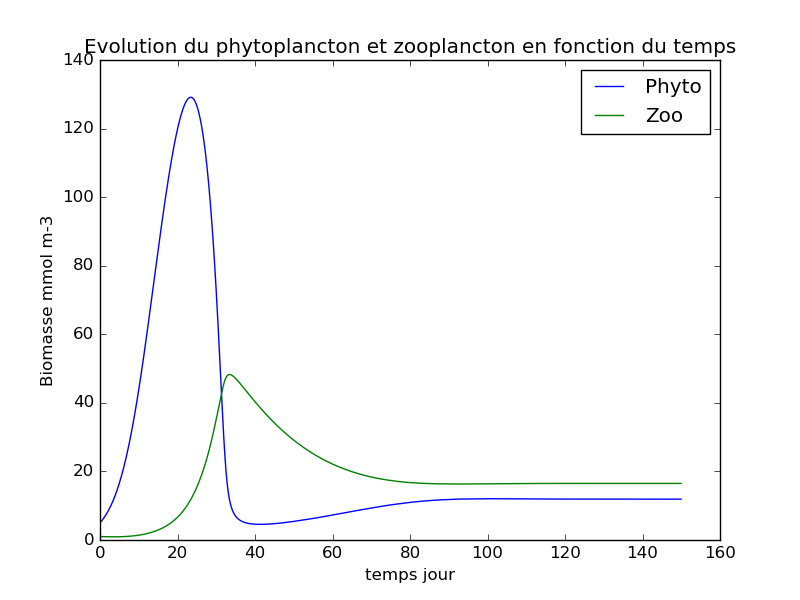 Evolution du phytoplancton et zooplancton en fonction du temps
140
120
100
80
60
40
20
0
Biomasse mmol m-3
Phyto
Zoo
0 20 40 60 80 100 120 140 160
temps jour